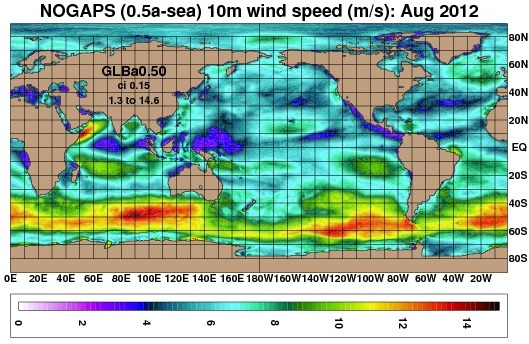 NOGAPS (0.5a-sea) 10m wind speed (m/s): Aug 2012
GLBa0.50
ci 0.15
1.3 to 14.6
80N
60N
40N
20N
EQ
20S
40S
60S
80S
0E 20E 40E 60E 80E 100E 120E 140E 160E 180W 160W 140W 120W 100W 80W 60W 40W 20W
0 2 4 6 8 10 12 14